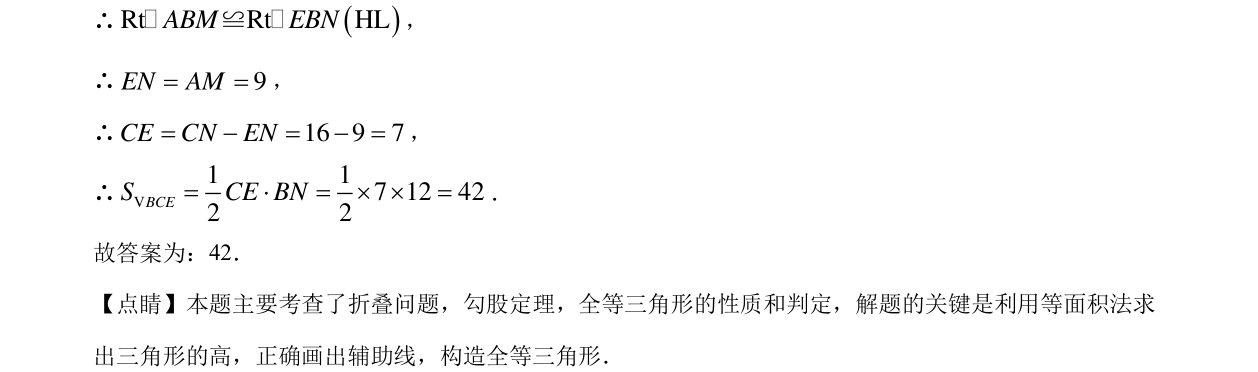 ∴ Rt□ ABM ≌ Rt□ EBN (HL) ,
∴ EN = AM = 9 ,
∴ CE = CN − EN = 16 − 9 = 7 ,
∴ S_{VBCE} = \frac{1}{2} CE · BN = \frac{1}{2} × 7 × 12 = 42 .
故答案为：42．
【点睛】本题主要考查了折叠问题，勾股定理，全等三角形的性质和判定，解题的关键是利用等面积法求
出三角形的高，正确画出辅助线，构造全等三角形．